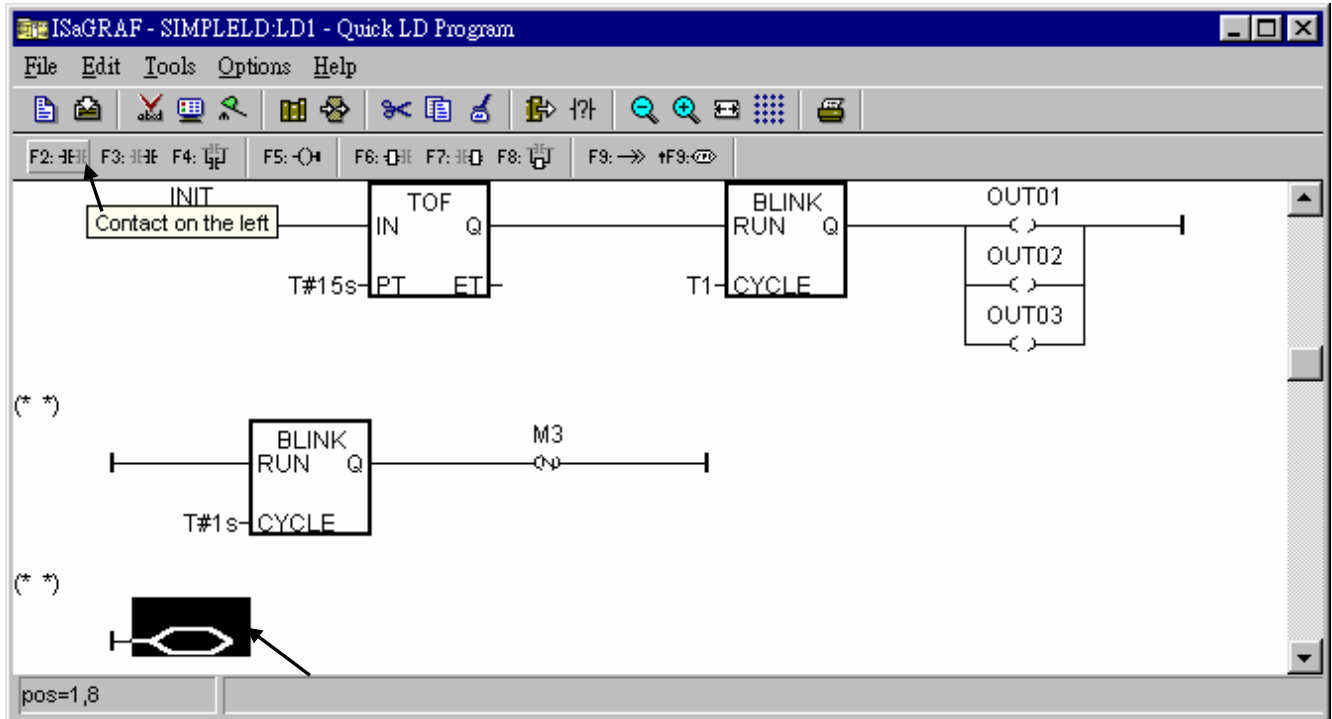 ISaGRAF - SIMPLELD:LD1 - Quick LD Program
File Edit Tools Options Help
F2: F3: F4: F5: F6: F7: F8: F9: F9:
INIT TOF BLINK OUT01
Contact on the left IN Q RUN Q
OUT02
T#15s PT ET T1 CYCLE
OUT03
(* *)
BLINK M3
RUN Q
T#1s CYCLE
(* *)
pos=1,8